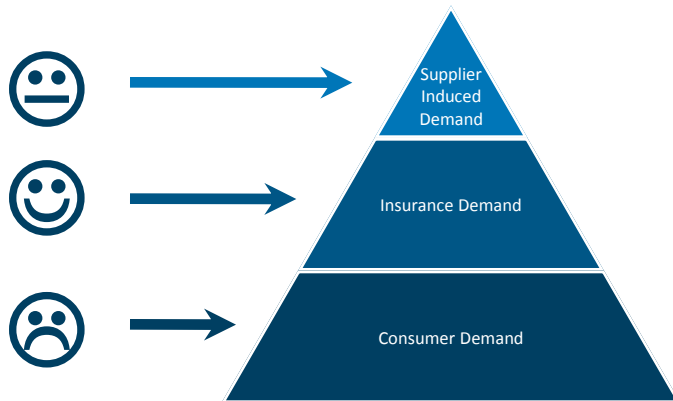 Supplier
Induced
Demand
Insurance Demand
Consumer Demand